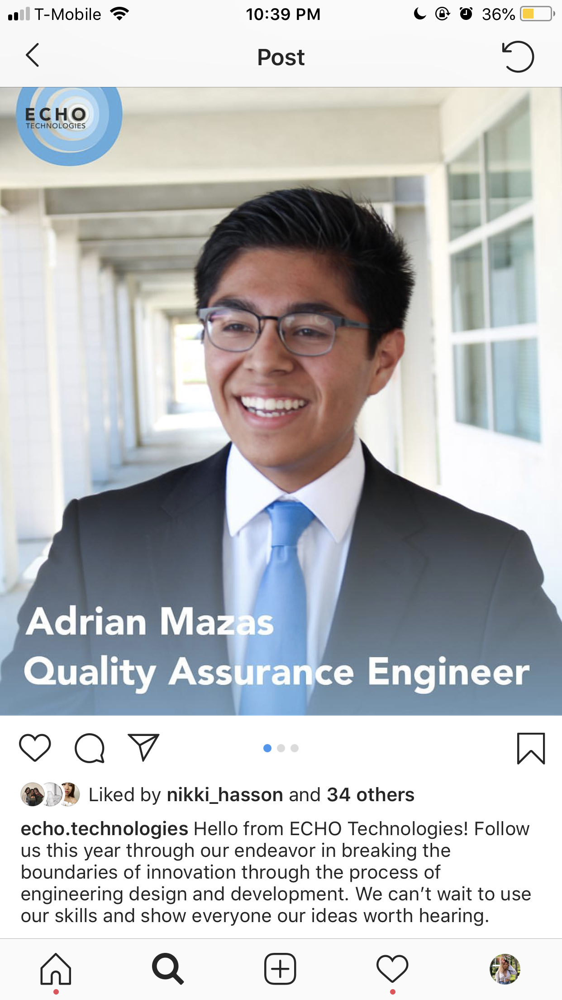 T-Mobile 10:39 PM 36%
Post
ECHO
TECHNOLOGIES
Adrian Mazas
Quality Assurance Engineer
Liked by nikki_hasson and 34 others
echo.technologies Hello from ECHO Technologies! Follow
us this year through our endeavor in breaking the
boundaries of innovation through the process of
engineering design and development. We can’t wait to use
our skills and show everyone our ideas worth hearing.